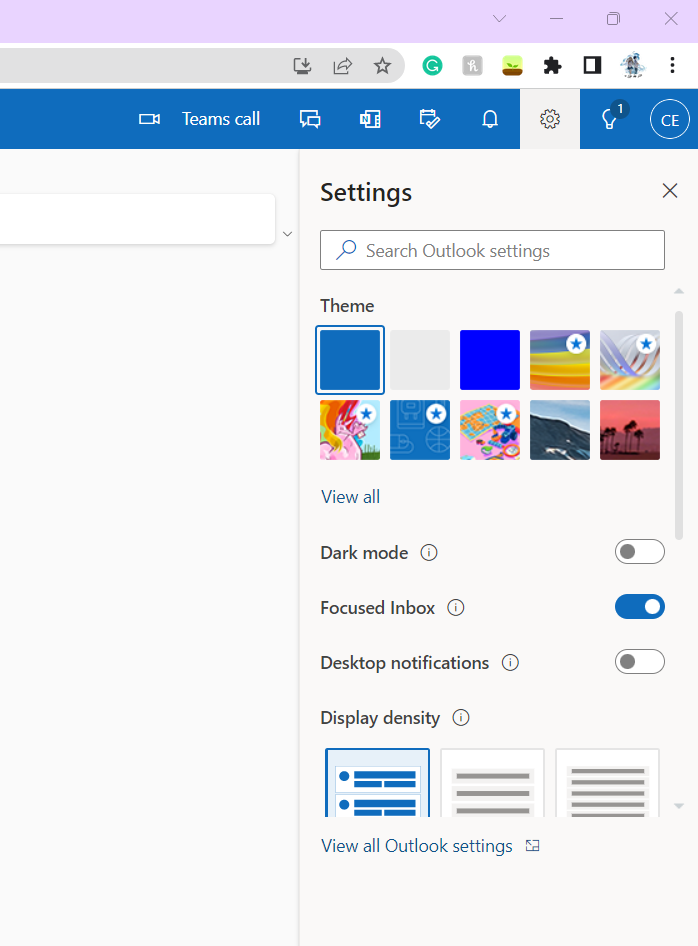 Teams call
1
CE
Settings
Search Outlook settings
Theme
View all
Dark mode
Focused Inbox
Desktop notifications
Display density
View all Outlook settings